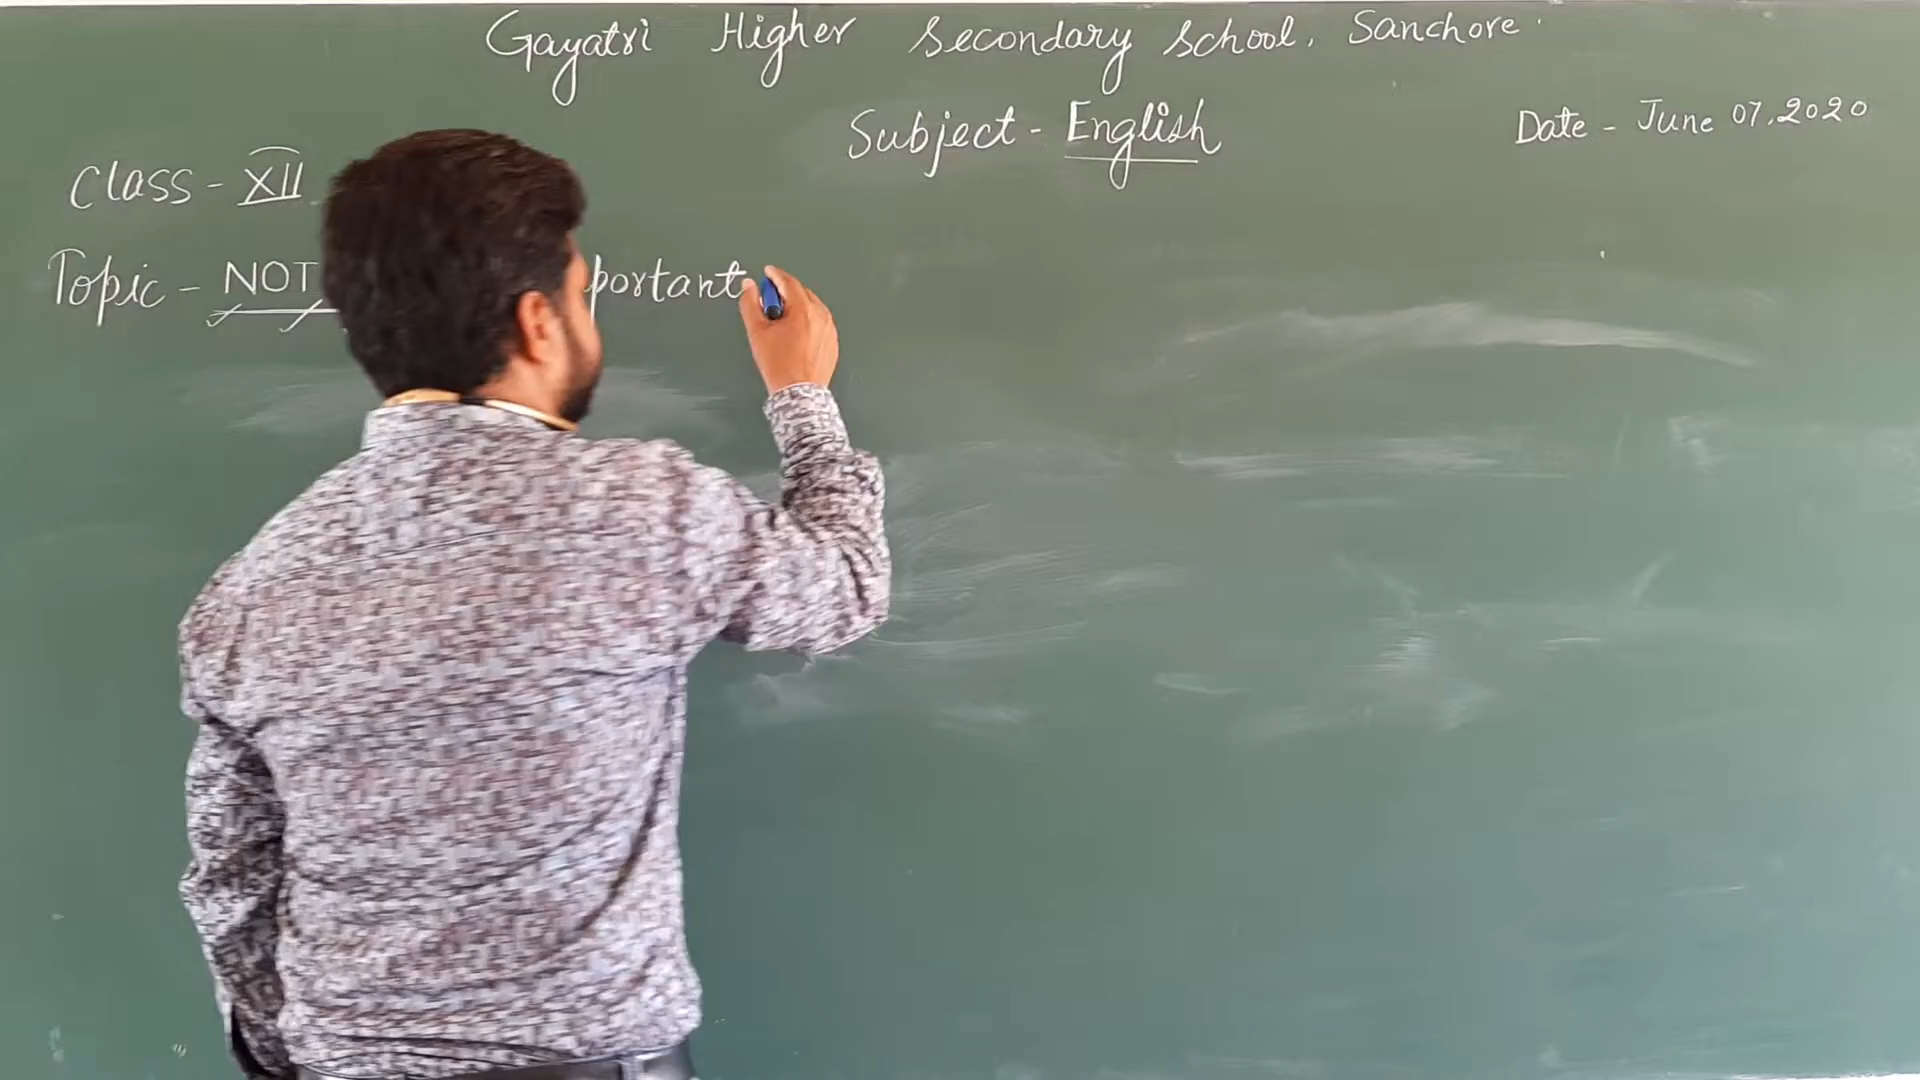 Gayatri Higher Secondary School, Sanchore.
Subject - English
Date - June 07, 2020
Class - XII
Topic - NOT portant